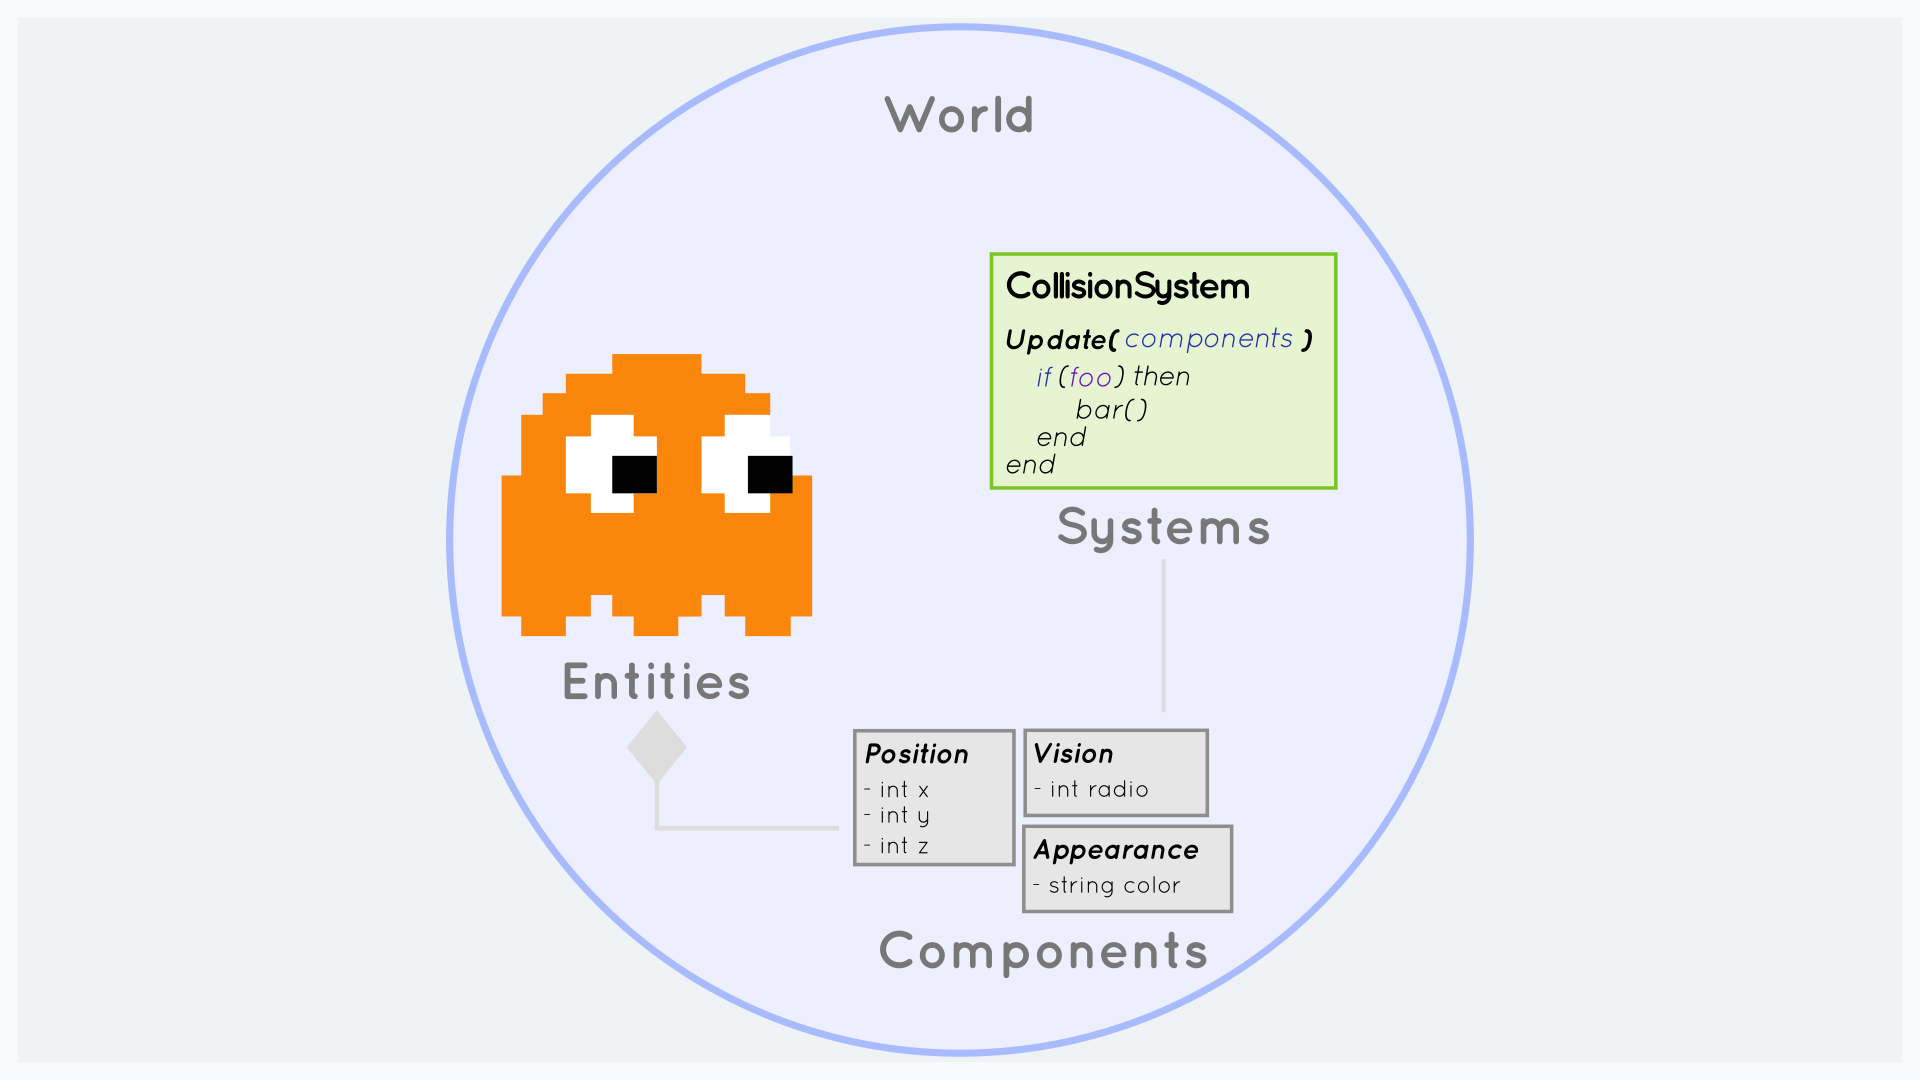 World
CollisionSystem
Update( components )
if (foo) then
bar()
end
end
Systems
Entities
Position
- int x
- int y
- int z
Vision
- int radio
Appearance
- string color
Components